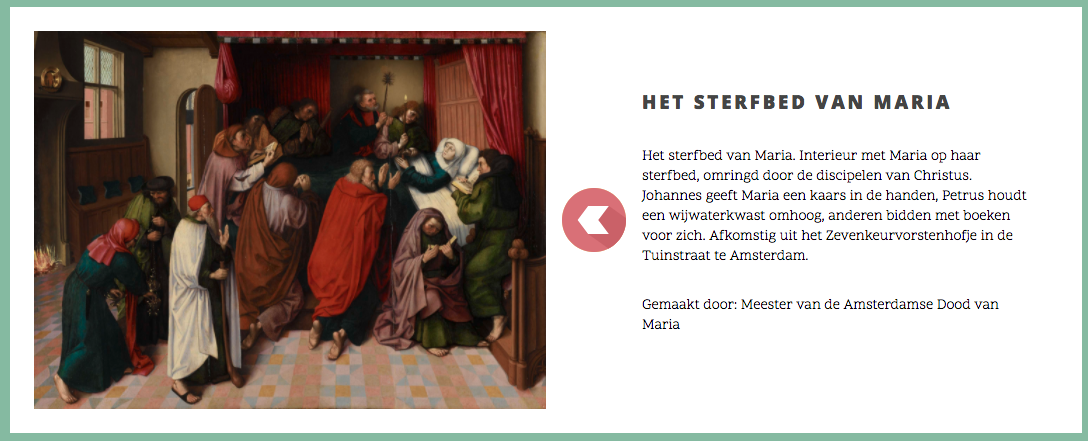 HET STERFBED VAN MARIA
Het sterfbed van Maria. Interieur met Maria op haar
sterfbed, omringd door de discipelen van Christus.
Johannes geeft Maria een kaars in de handen, Petrus houdt
een wijwaterkwast omhoog, anderen bidden met boeken
voor zich. Afkomstig uit het Zevenkeurvorstenhofje in de
Tuinstraat te Amsterdam.
Gemaakt door: Meester van de Amsterdamse Dood van
Maria